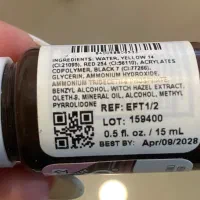 INGREDIENTS: WATER, YELLOW 14
(CI:21095), RED 254 (CI:56110), ACRYLATES
COPOLYMER, BLACK 7 (CI:77266),
GLYCERIN, AMMONIUM HYDROXIDE,
AMMONIUM
BENZYL ALCOHOL, WITCH HAZEL EXTRACT,
OLETH-5, MINERAL OIL, ALCOHOL, METHYL
PYRROLIDONE
REF: EFT1/2
LOT: 159400
0.5 fl. oz. / 15 mL
BEST BY: Apr/09/2028